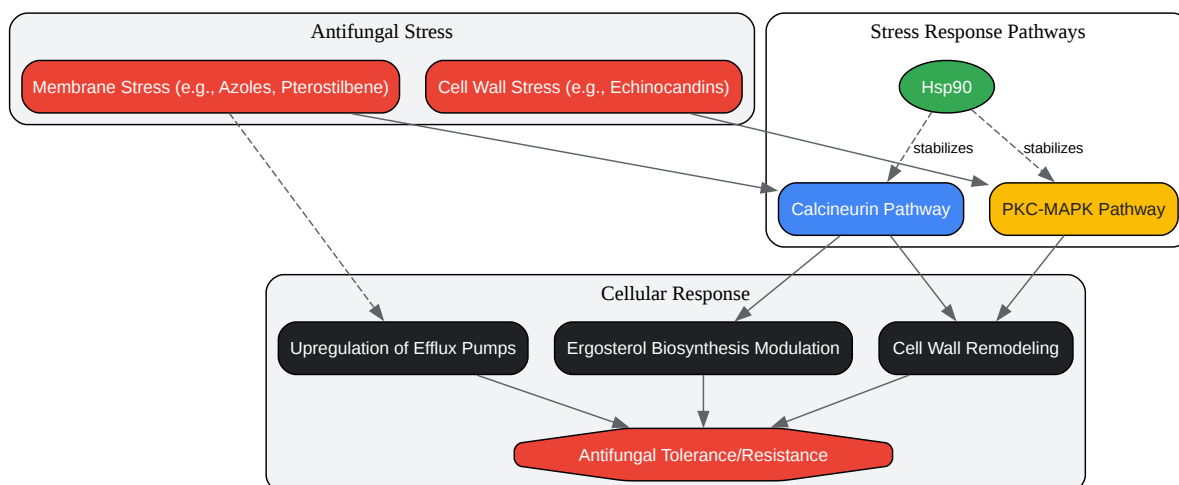 Antifungal Stress
Stress Response Pathways
Membrane Stress (e.g., Azoles, Pterostilbene)
Cell Wall Stress (e.g., Echinocandins)
Hsp90
stabilizes
stabilizes
Calcineurin Pathway
PKC-MAPK Pathway
Cellular Response
Upregulation of Efflux Pumps
Ergosterol Biosynthesis Modulation
Cell Wall Remodeling
Antifungal Tolerance/Resistance